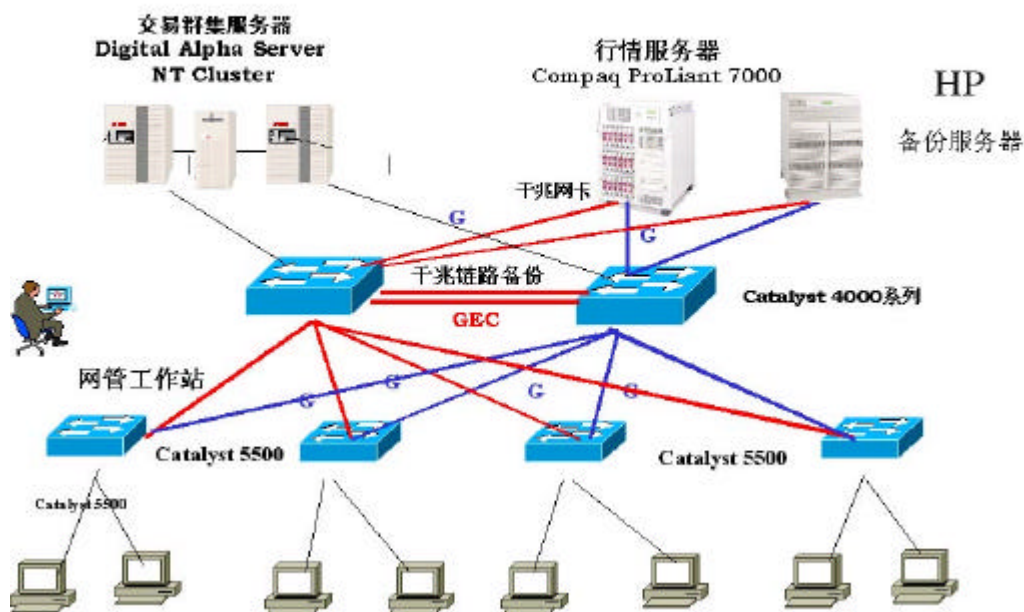 交易群集服务器
Digital Alpha Server
NT Cluster
行情服务器
Compaq ProLiant 7000
HP
备份服务器
千兆网卡
G
G
千兆链路备份
GEC
Catalyst 4000系列
网管工作站
G
G
G
G
Catalyst 5500
Catalyst 5500
Catalyst 5500